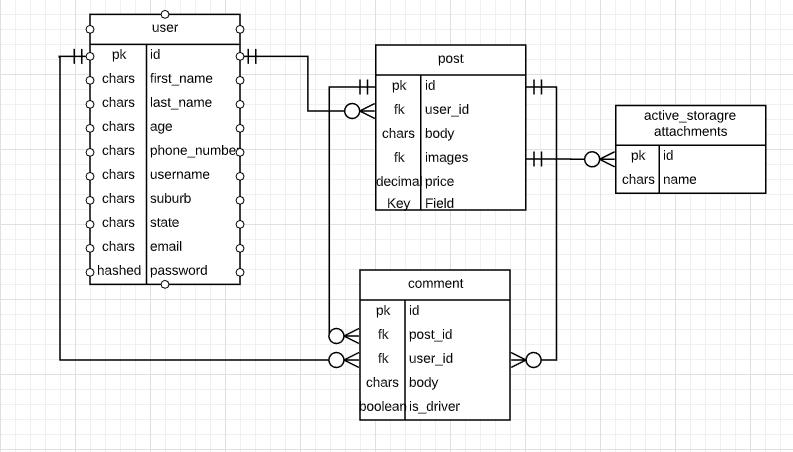 user
pk id
chars first_name
chars last_name
chars age
chars phone_numbe
chars username
chars suburb
chars state
chars email
hashed password
post
pk id
fk user_id
chars body
fk images
decimal price
Key Field
active_storagre
attachments
pk id
chars name
comment
pk id
fk post_id
fk user_id
chars body
boolean is_driver